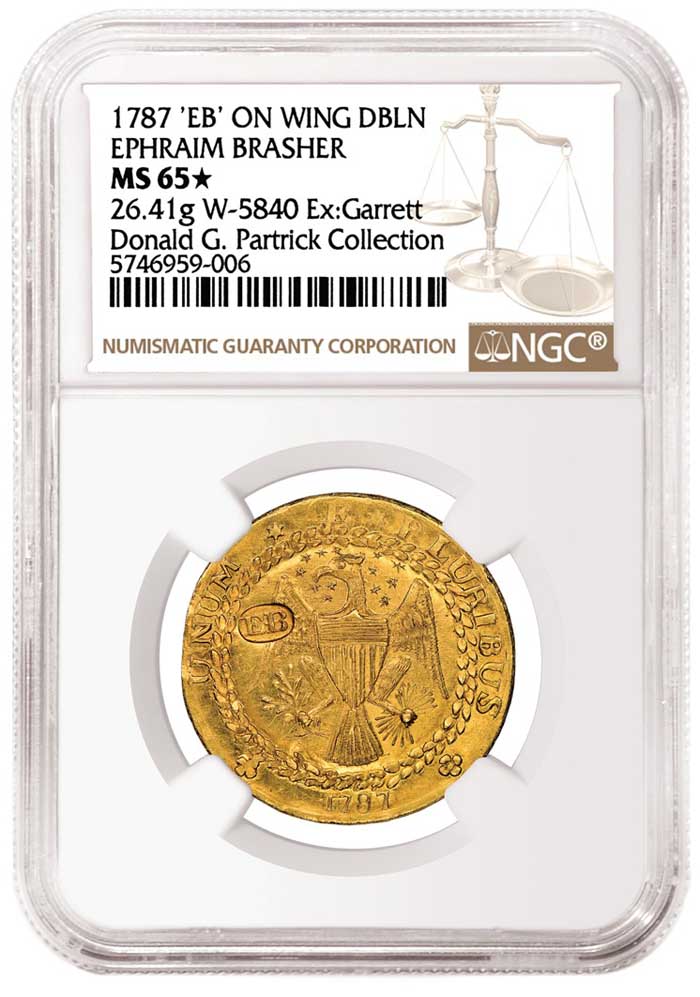 1787 'EB' ON WING DBLN
EPHRAIM BRASHER
MS 65★
26.41g W-5840 Ex:Garrett
Donald G. Partrick Collection
5746959-006
NUMISMATIC GUARANTY CORPORATION
NGC®
UNUM ★ E ★ PLURIBUS
EB
1787